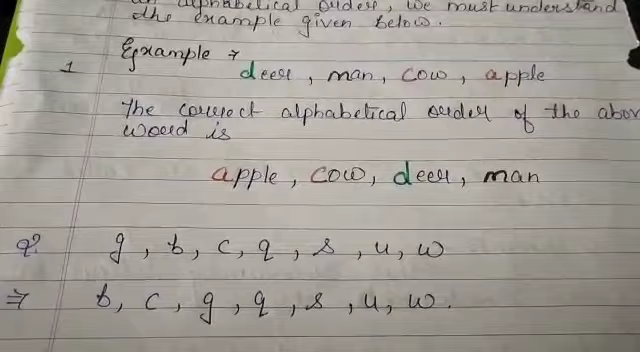 an alphabetical order, we must understand
the example given below.
Example →
1 deer, man, cow, apple
The correct alphabetical order of the above
word is
apple, cow, deer, man
Q. g, b, c, q, s, u, w
⇒ b, c, g, q, s, u, w.